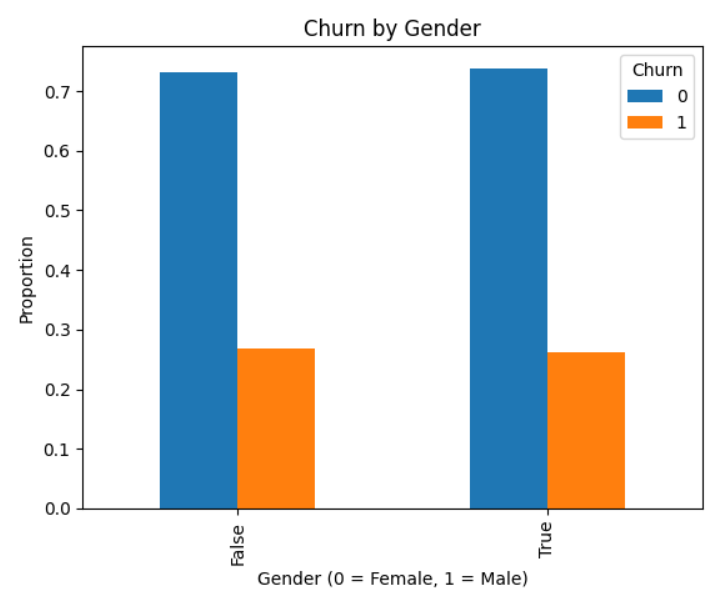 Churn by Gender
Churn
0
1
Proportion
0.7
0.6
0.5
0.4
0.3
0.2
0.1
0.0
False
True
Gender (0 = Female, 1 = Male)